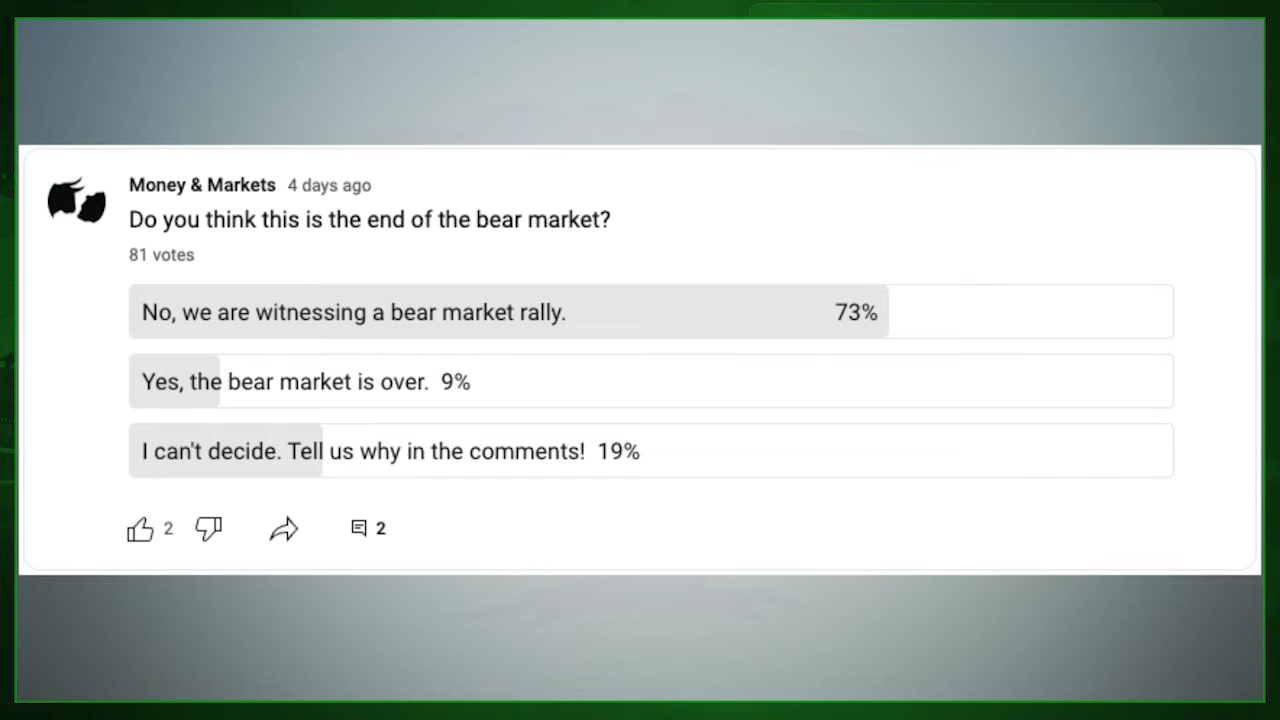 Money & Markets 4 days ago
Do you think this is the end of the bear market?
81 votes
No, we are witnessing a bear market rally. 73%
Yes, the bear market is over. 9%
I can't decide. Tell us why in the comments! 19%
2 2